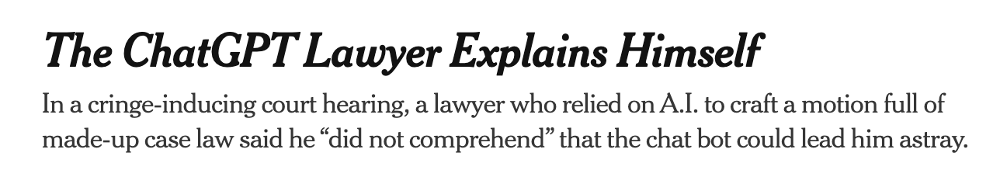 The ChatGPT Lawyer Explains Himself
In a cringe-inducing court hearing, a lawyer who relied on A.I. to craft a motion full of
made-up case law said he “did not comprehend” that the chat bot could lead him astray.